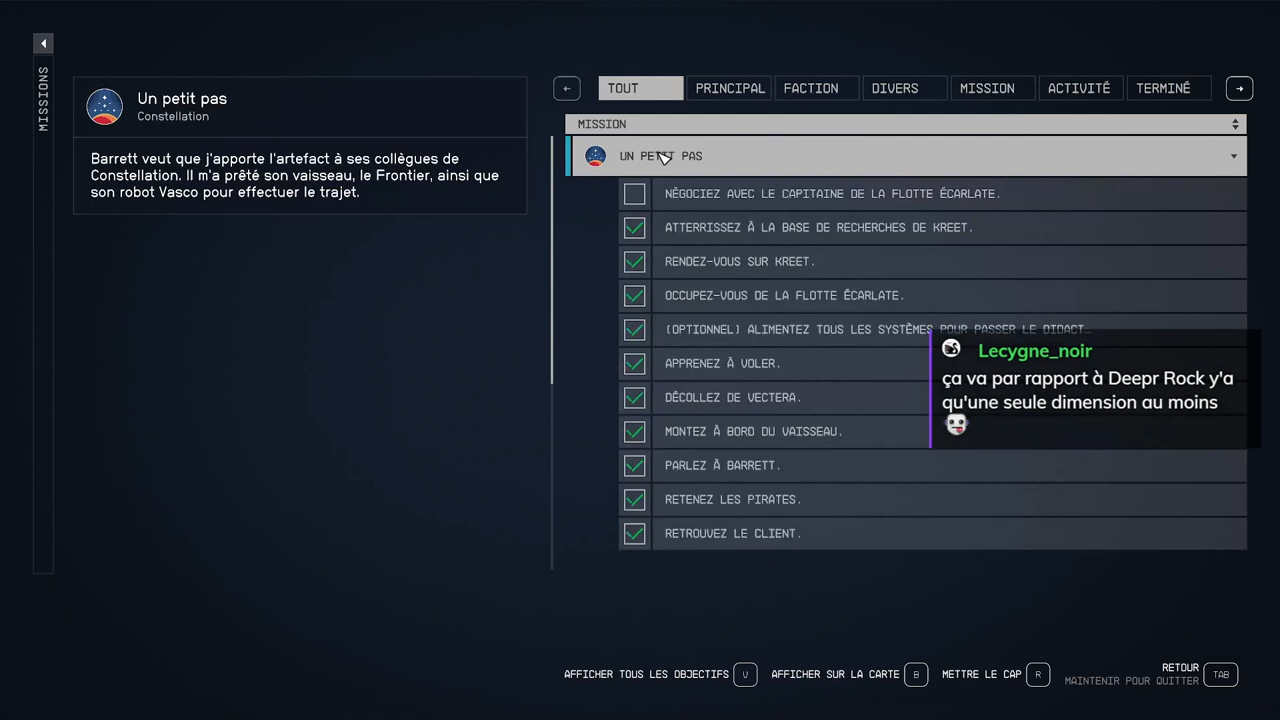 MISSIONS
Un petit pas
Constellation
Barrett veut que j'apporte l'artefact à ses collègues de
Constellation. Il m'a prêté son vaisseau, le Frontier, ainsi que
son robot Vasco pour effectuer le trajet.
TOUT
PRINCIPAL
FACTION
DIVERS
MISSION
ACTIVITÉ
TERMINÉ
MISSION
UN PETIT PAS
NÉGOCIEZ AVEC LE CAPITAINE DE LA FLOTTE ÉCARLATE.
ATTERRISSEZ À LA BASE DE RECHERCHES DE KREET.
RENDEZ-VOUS SUR KREET.
OCCUPEZ-VOUS DE LA FLOTTE ÉCARLATE.
(OPTIONNEL) ALIMENTEZ TOUS LES SYSTÈMES POUR PASSER LE DIDACT…
APPRENEZ À VOLER.
DÉCOLLEZ DE VECTERA.
MONTEZ À BORD DU VAISSEAU.
PARLEZ À BARRETT.
RETENEZ LES PIRATES.
RETROUVEZ LE CLIENT.
Lecygne_noir
ça va par rapport à Deepr Rock y'a
qu'une seule dimension au moins
AFFICHER TOUS LES OBJECTIFS V
AFFICHER SUR LA CARTE B
METTRE LE CAP R
RETOUR
MAINTENIR POUR QUITTER TAB